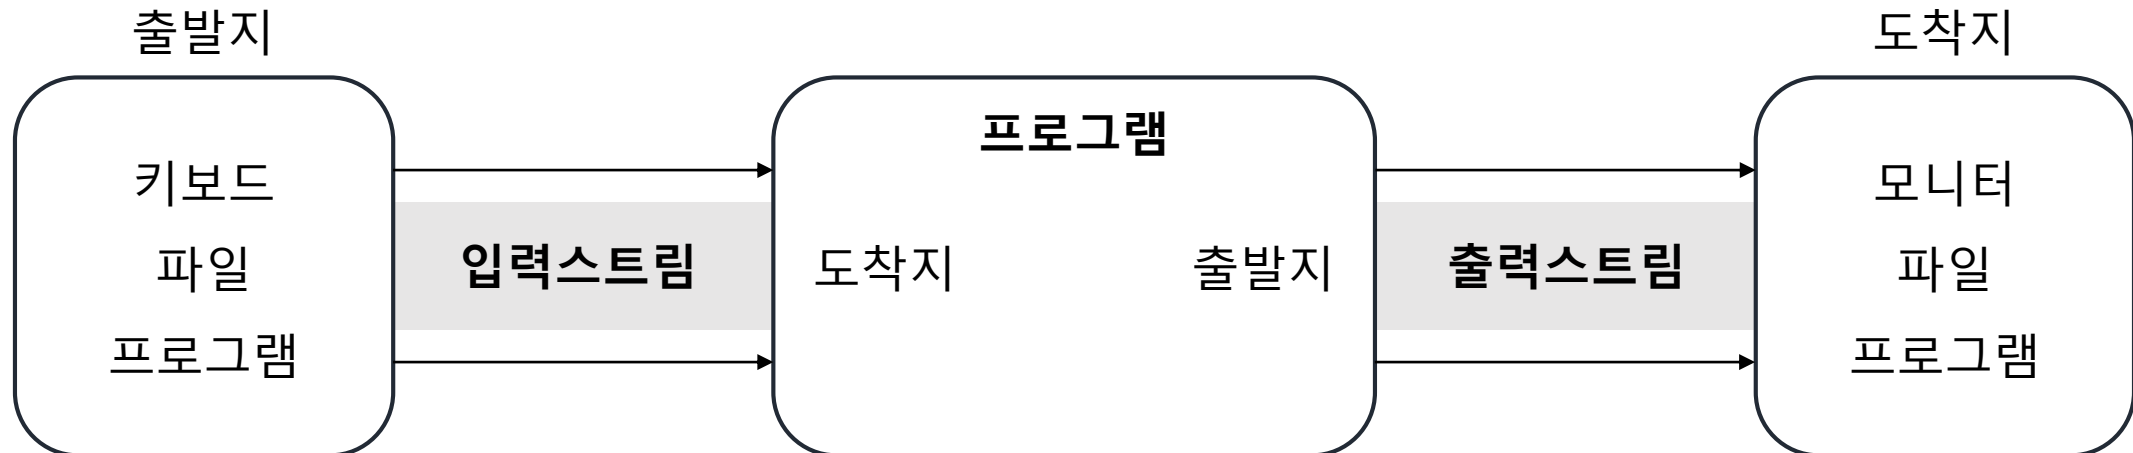 출발지
키보드
파일
프로그램
입력스트림
프로그램
도착지
출발지
출력스트림
도착지
모니터
파일
프로그램